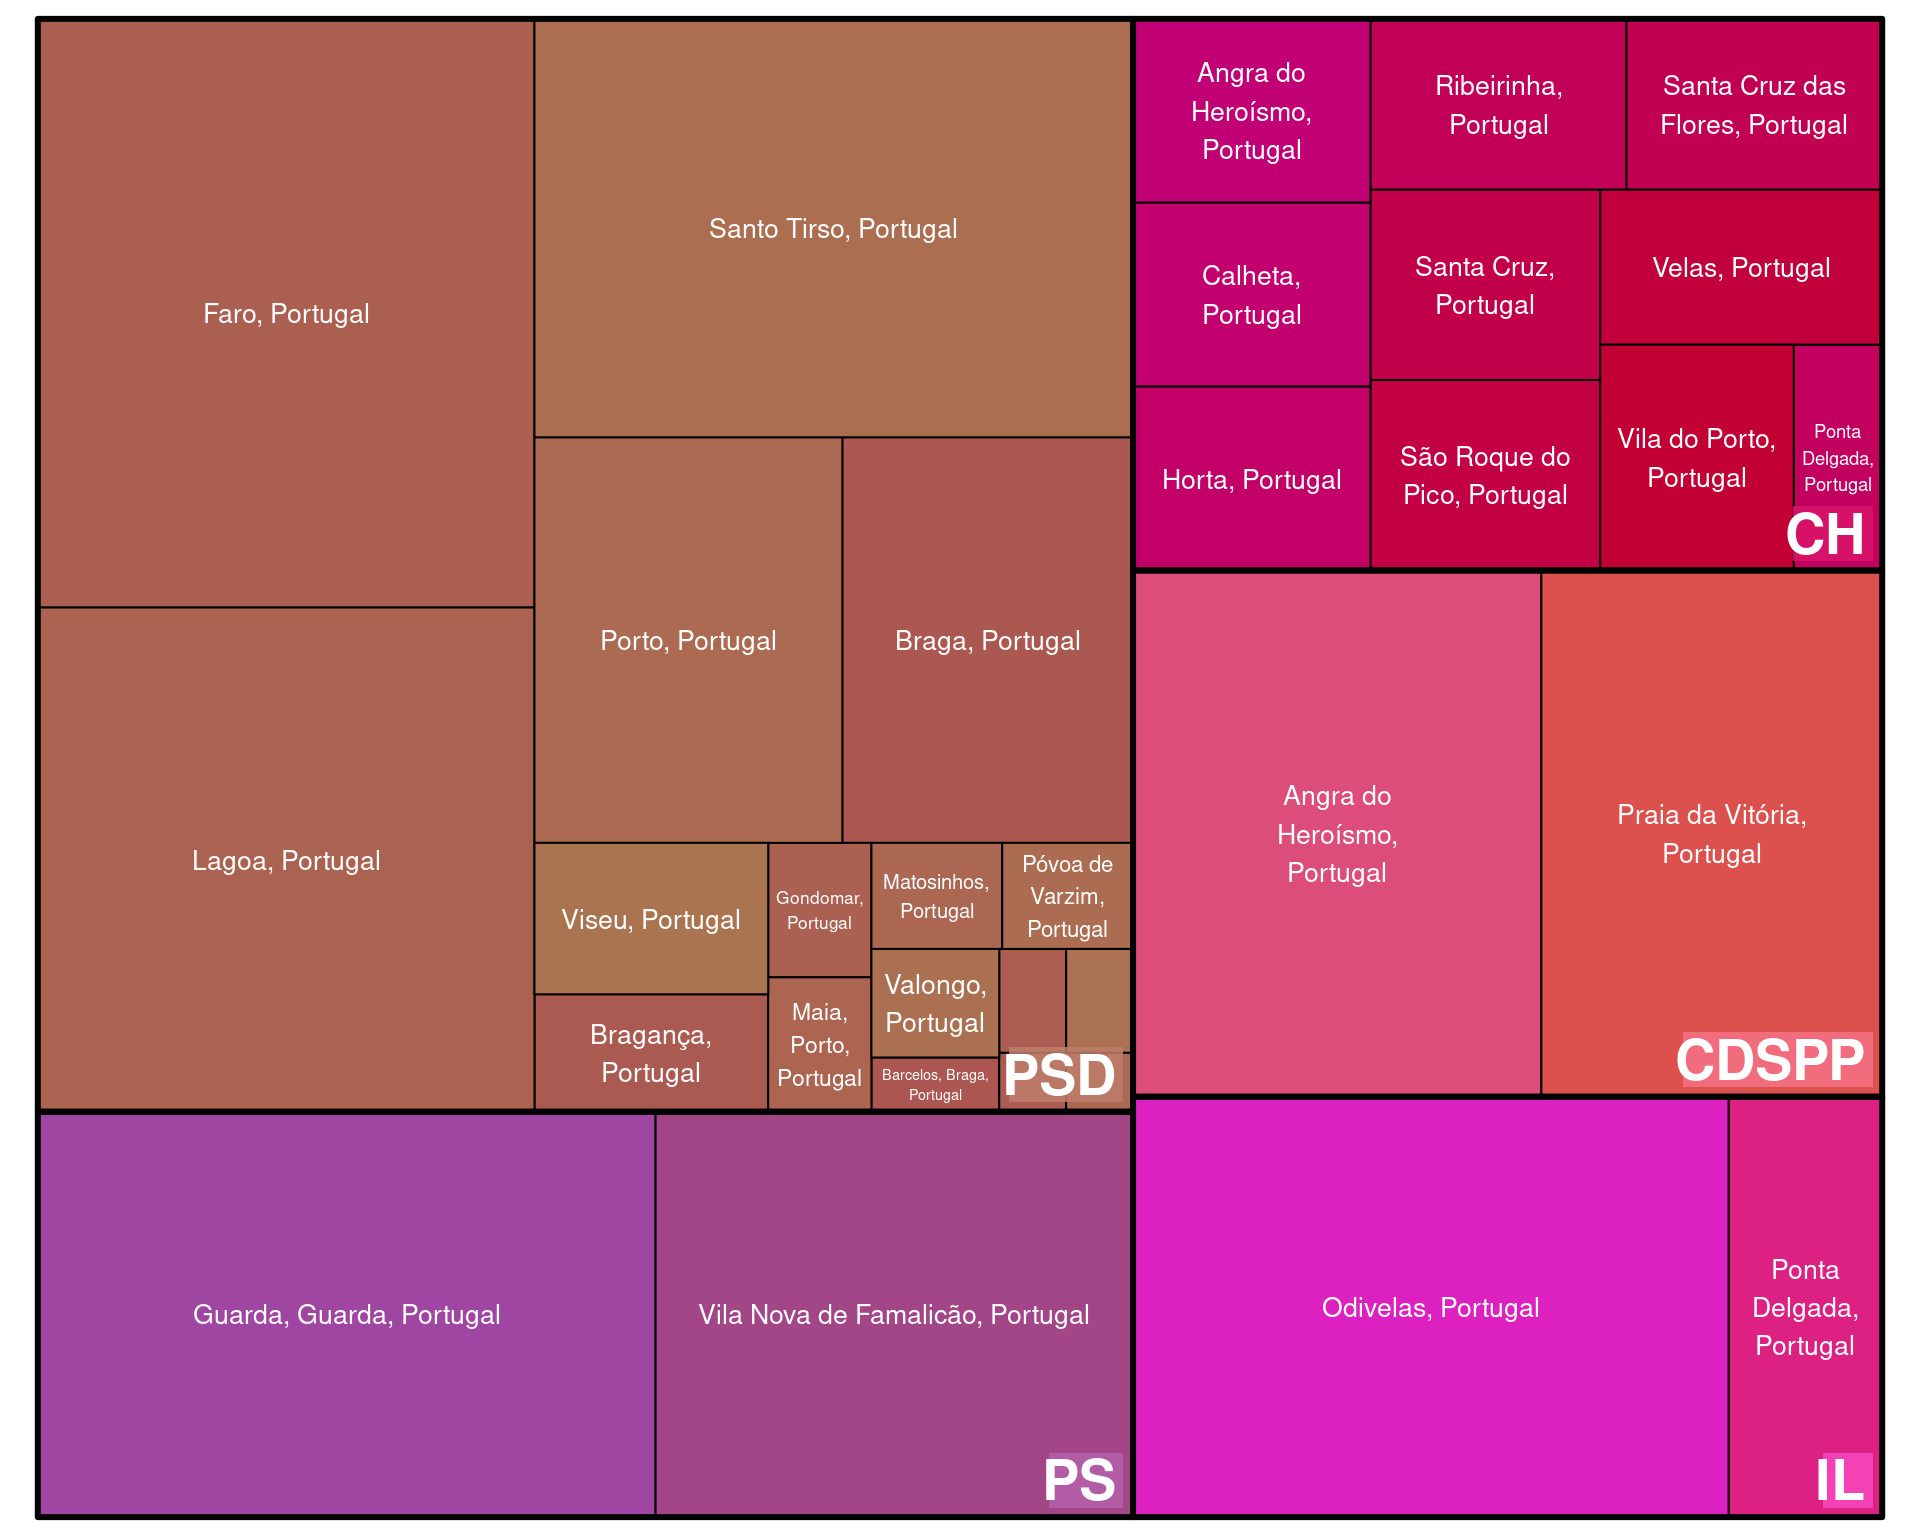 Faro, Portugal
Santo Tirso, Portugal
Lagoa, Portugal
Porto, Portugal
Braga, Portugal
Viseu, Portugal
Bragança,
Portugal
Gondomar,
Portugal
Maia,
Porto,
Portugal
Matosinhos,
Portugal
Póvoa de
Varzim,
Portugal
Valongo,
Portugal
Barcelos, Braga,
Portugal
PSD
Guarda, Guarda, Portugal
Vila Nova de Famalicão, Portugal
PS
Angra do
Heroísmo,
Portugal
Calheta,
Portugal
Horta, Portugal
Ribeirinha,
Portugal
Santa Cruz das
Flores, Portugal
Santa Cruz,
Portugal
São Roque do
Pico, Portugal
Velas, Portugal
Vila do Porto,
Portugal
Ponta
Delgada,
Portugal
CH
Angra do
Heroísmo,
Portugal
Praia da Vitória,
Portugal
CDSPP
Odivelas, Portugal
Ponta
Delgada,
Portugal
IL